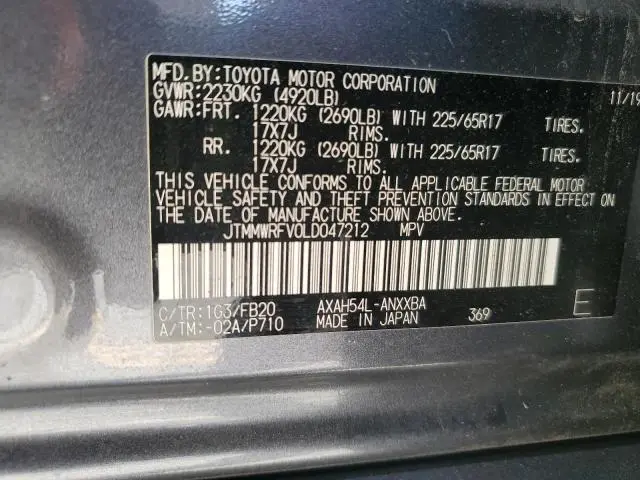 MFD. BY:TOYOTA MOTOR CORPORATION 11/19
GVWR:2230KG (4920LB)
GAWR:FRT. 1220KG (2690LB) WITH 225/65R17 TIRES.
17X7J RIMS.
RR. 1220KG (2690LB) WITH 225/65R17 TIRES.
17X7J RIMS.
THIS VEHICLE CONFORMS TO ALL APPLICABLE FEDERAL MOTOR
VEHICLE SAFETY AND THEFT PREVENTION STANDARDS IN EFFECT ON
THE DATE OF MANUFACTURE SHOWN ABOVE.
JTMMWRFV0LD047212 MPV
C/TR:1G3/FB20 AXAH54L-ANXXBA
A/TM:-02A/P710 MADE IN JAPAN 369 E